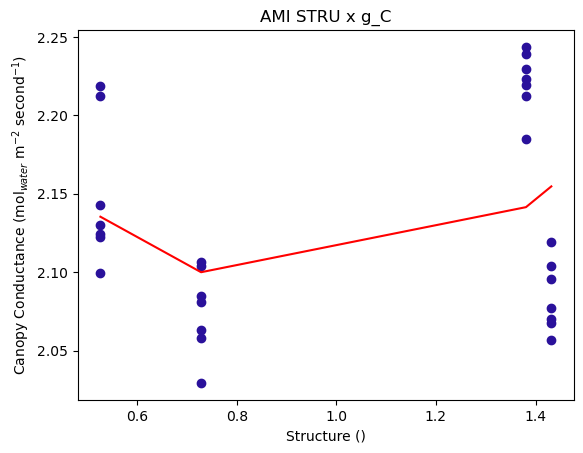 AMI STRU x g_C
2.25
2.20
2.15
2.10
2.05
Canopy Conductance (mol_water m⁻² second⁻¹)
0.6 0.8 1.0 1.2 1.4
Structure ()